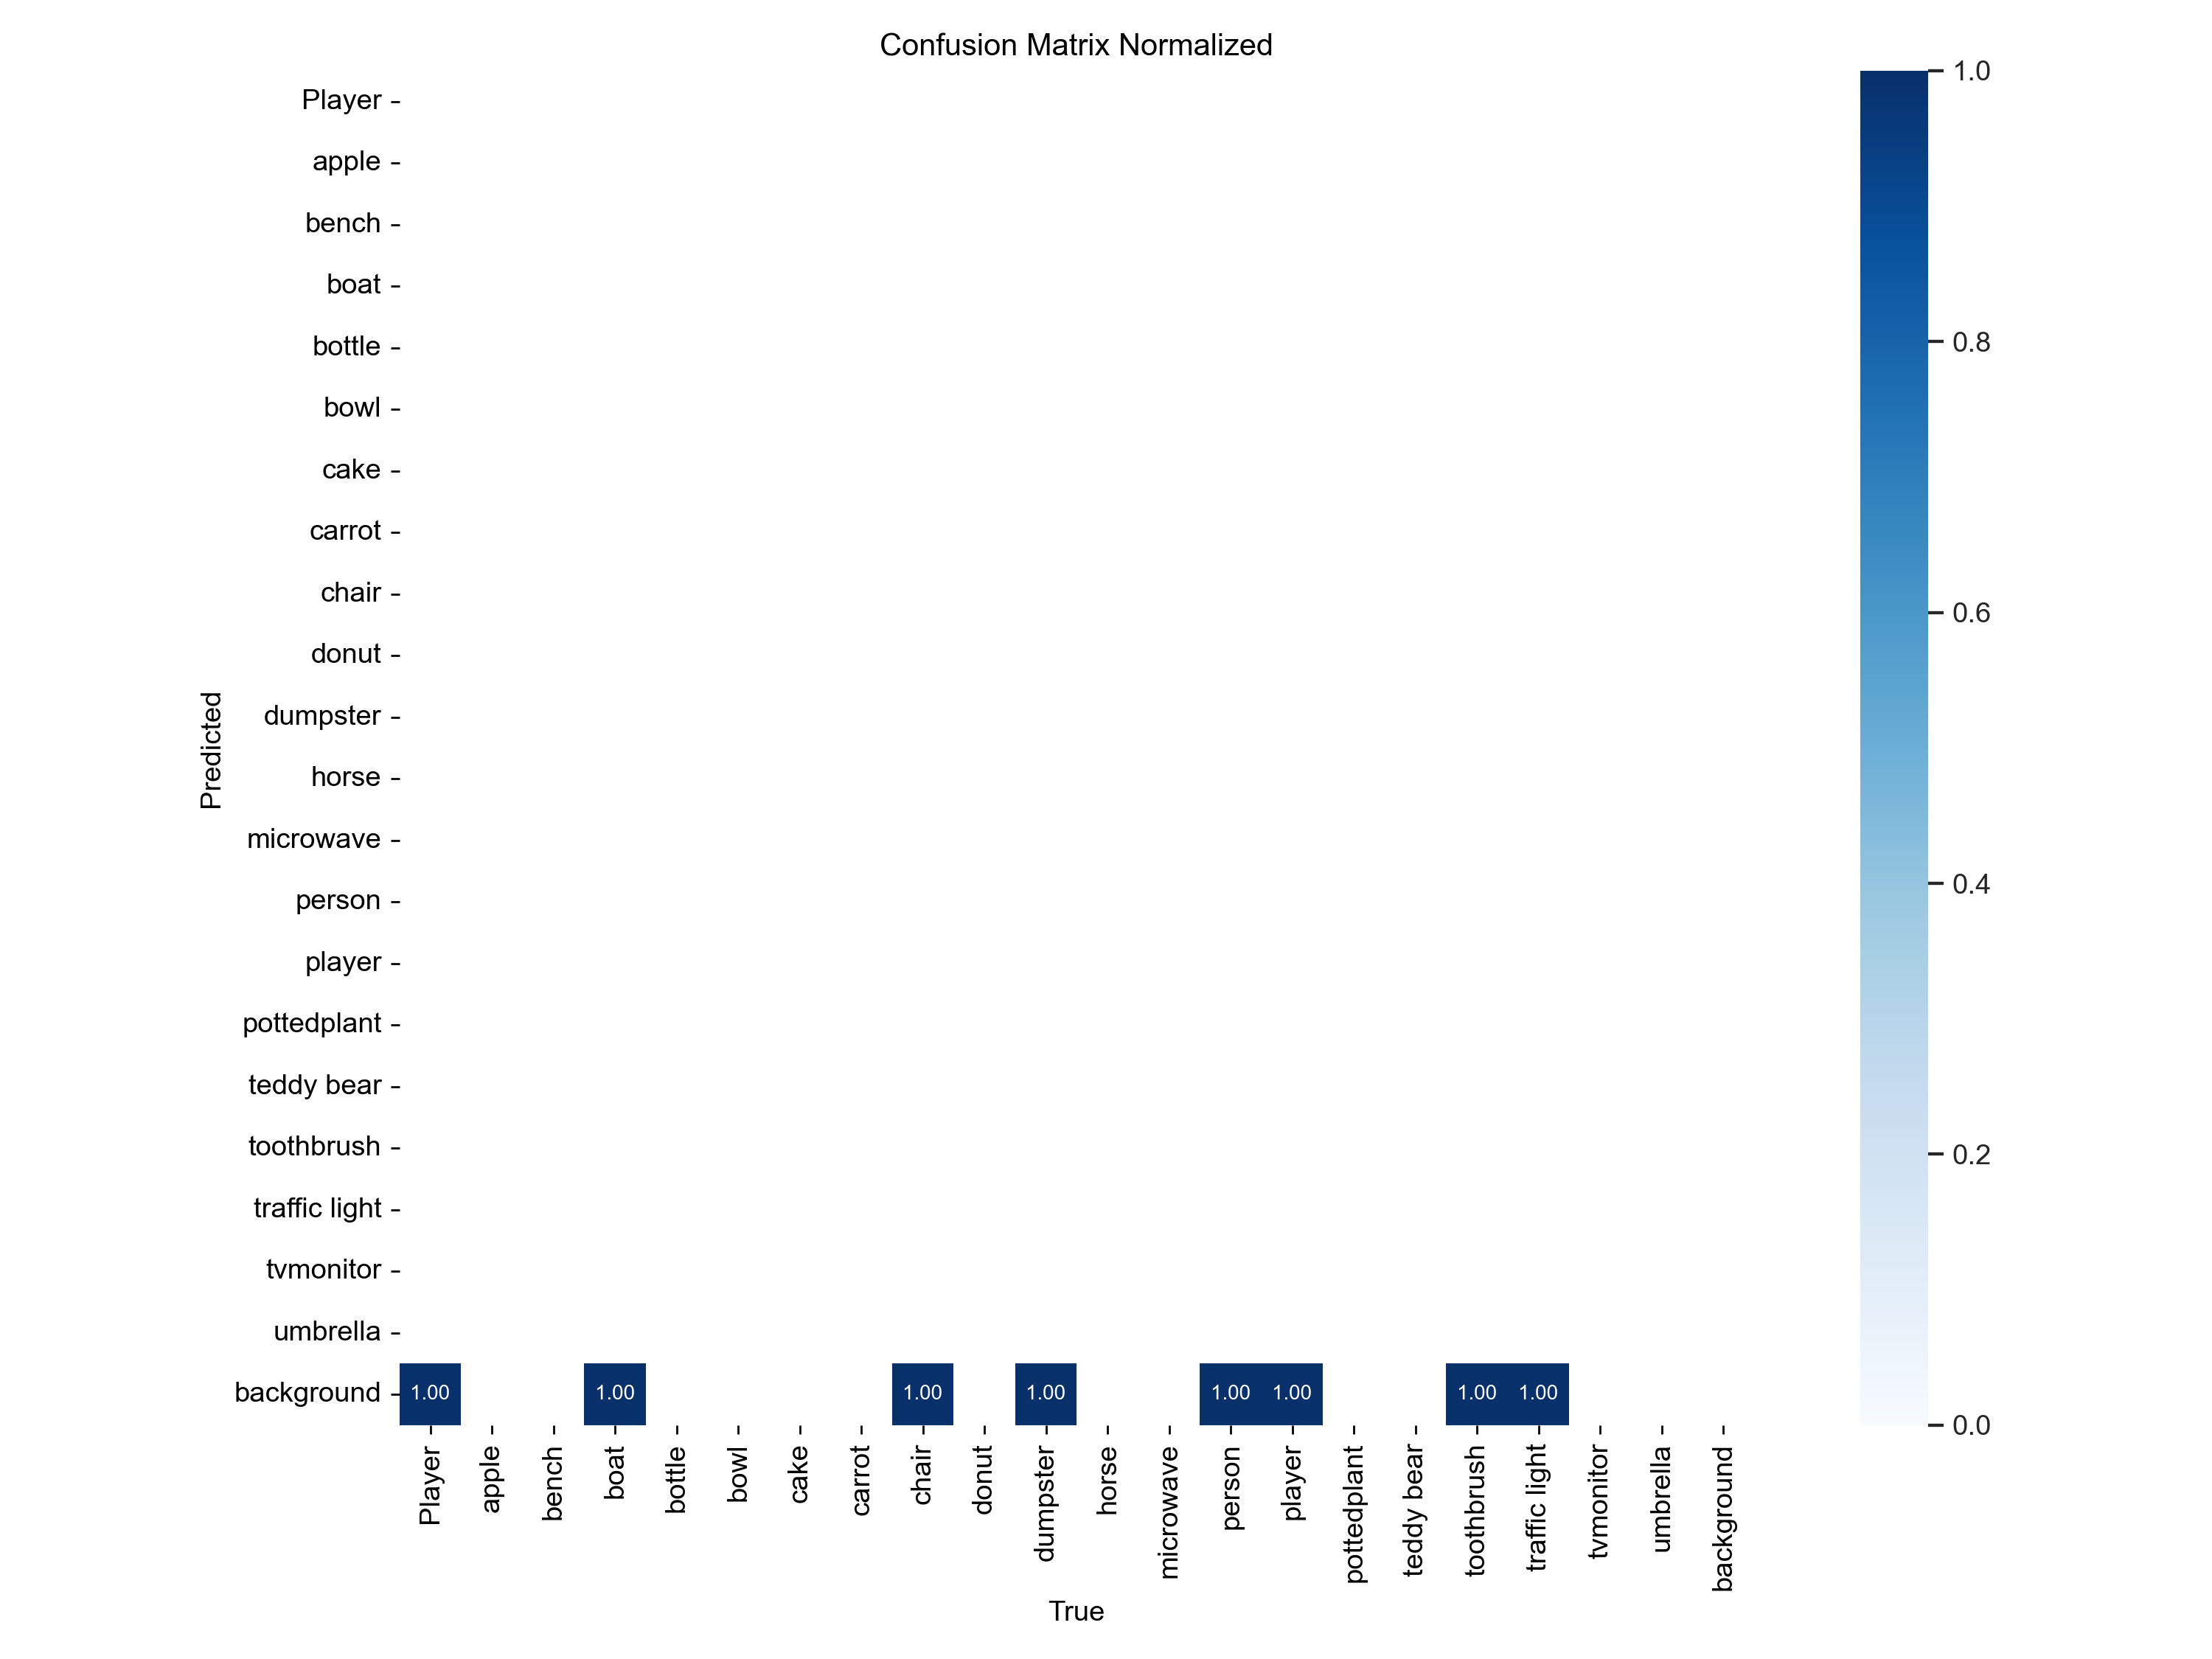 Confusion Matrix Normalized
Predicted
Player
apple
bench
boat
bottle
bowl
cake
carrot
chair
donut
dumpster
horse
microwave
person
player
pottedplant
teddy bear
toothbrush
traffic light
tvmonitor
umbrella
background
1.00 1.00 1.00 1.00 1.00 1.00 1.00 1.00
Player apple bench boat bottle bowl cake carrot chair donut dumpster horse microwave person player pottedplant teddy bear toothbrush traffic light tvmonitor umbrella background
True
1.0
0.8
0.6
0.4
0.2
0.0